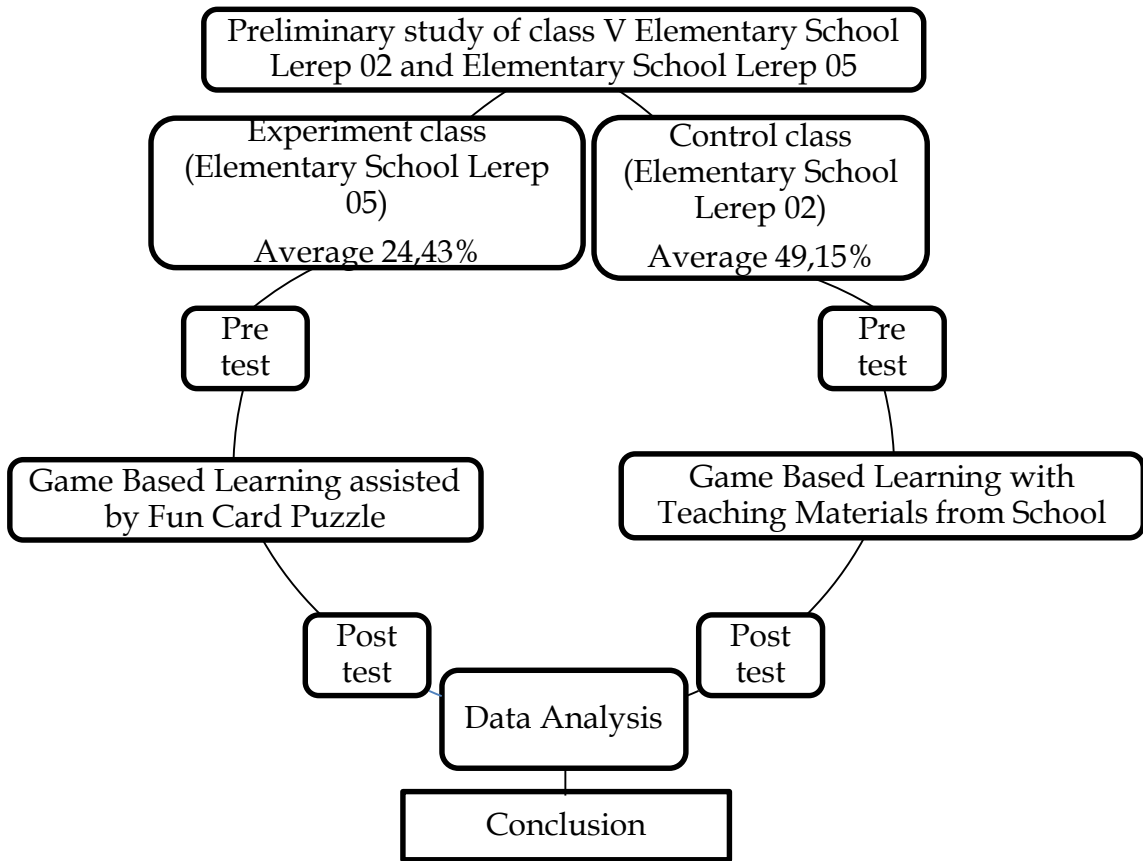 Preliminary study of class V Elementary School
Lerep 02 and Elementary School Lerep 05
Experiment class
(Elementary School Lerep
05)
Average 24,43%
Control class
(Elementary School
Lerep 02)
Average 49,15%
Pre
test
Pre
test
Game Based Learning assisted
by Fun Card Puzzle
Game Based Learning with
Teaching Materials from School
Post
test
Post
test
Data Analysis
Conclusion